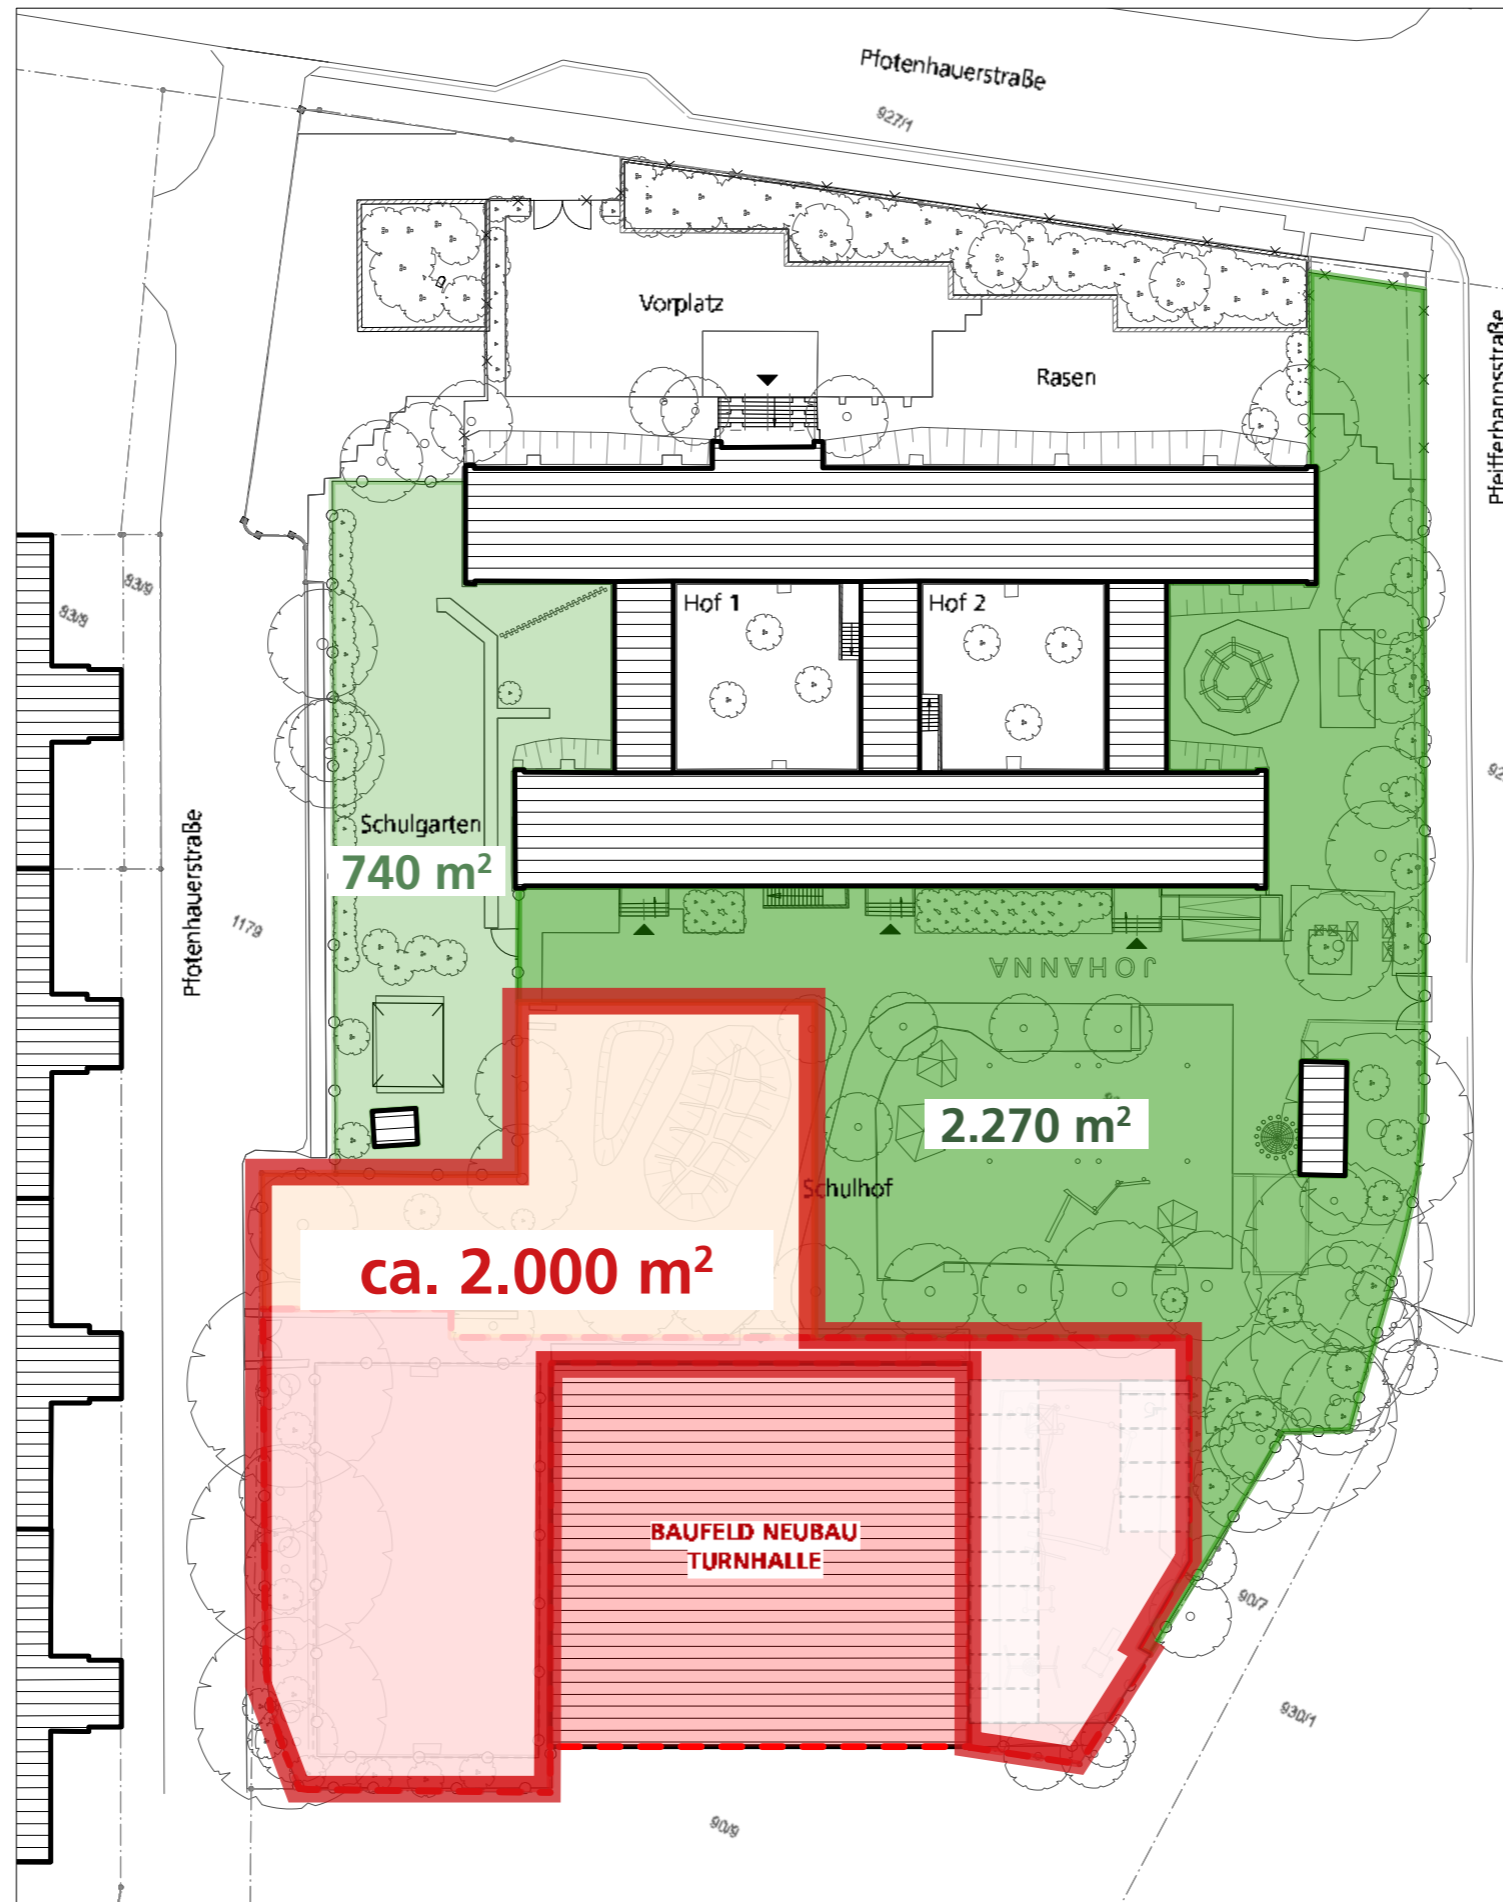 Pfotenhauerstraße
927/1
Vorplatz
Rasen
Pfeifferhannsstraße
Hof 1
Hof 2
93/9
93/8
Schulgarten
740 m²
Pfotenhauerstraße
1179
JOHANNA
2.270 m²
Schulhof
ca. 2.000 m²
BAUFELD NEUBAU
TURNHALLE
90/7
930/1
90/9